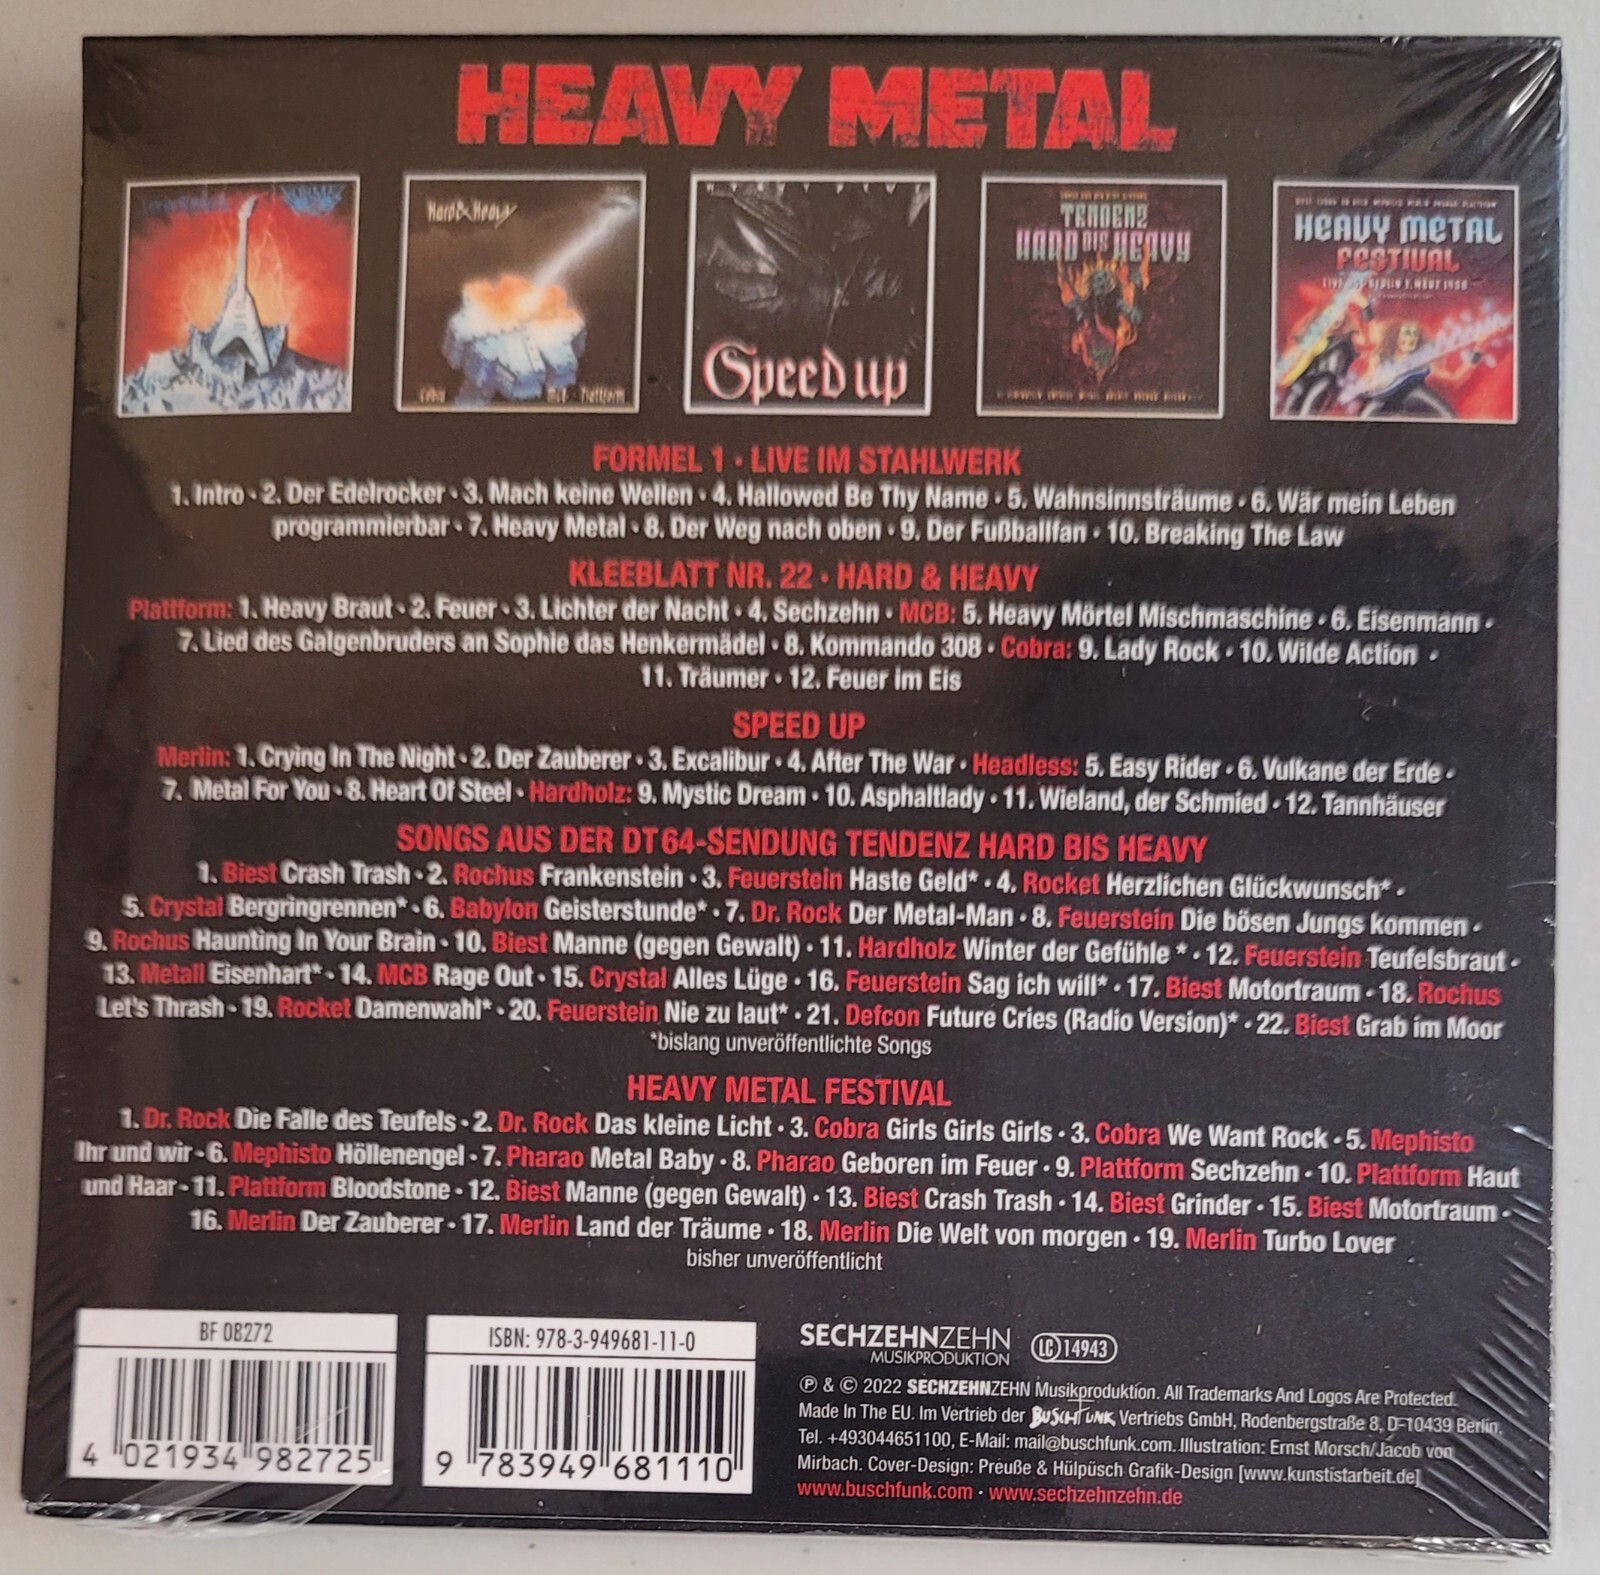 HEAVY METAL
Hard & Heavy
Cobra MCB Plattform
Speed up
TENDENZ
HARD BIS HEAVY
HEAVY METAL
FESTIVAL
FORMEL 1 · LIVE IM STAHLWERK
1. Intro · 2. Der Edelrocker · 3. Mach keine Wellen · 4. Hallowed Be Thy Name · 5. Wahnsinnsträume · 6. Wär mein Leben
programmierbar · 7. Heavy Metal · 8. Der Weg nach oben · 9. Der Fußballfan · 10. Breaking The Law
KLEEBLATT NR. 22 · HARD & HEAVY
Plattform: 1. Heavy Braut · 2. Feuer · 3. Lichter der Nacht · 4. Sechzehn · MCB: 5. Heavy Mörtel Mischmaschine · 6. Eisenmann ·
7. Lied des Galgenbruders an Sophie das Henkermädel · 8. Kommando 308 · Cobra: 9. Lady Rock · 10. Wilde Action ·
11. Träumer · 12. Feuer im Eis
SPEED UP
Merlin: 1. Crying In The Night · 2. Der Zauberer · 3. Excalibur · 4. After The War · Headless: 5. Easy Rider · 6. Vulkane der Erde ·
7. Metal For You · 8. Heart Of Steel · Hardholz: 9. Mystic Dream · 10. Asphaltlady · 11. Wieland, der Schmied · 12. Tannhäuser
SONGS AUS DER DT 64-SENDUNG TENDENZ HARD BIS HEAVY
1. Biest Crash Trash · 2. Rochus Frankenstein · 3. Feuerstein Haste Geld* · 4. Rocket Herzlichen Glückwunsch* ·
5. Crystal Bergringrennen* · 6. Babylon Geisterstunde* · 7. Dr. Rock Der Metal-Man · 8. Feuerstein Die bösen Jungs kommen ·
9. Rochus Haunting In Your Brain · 10. Biest Manne (gegen Gewalt) · 11. Hardholz Winter der Gefühle * · 12. Feuerstein Teufelsbraut ·
13. Metall Eisenhart* · 14. MCB Rage Out · 15. Crystal Alles Lüge · 16. Feuerstein Sag ich will* · 17. Biest Motortraum · 18. Rochus
Let's Thrash · 19. Rocket Damenwahl* · 20. Feuerstein Nie zu laut* · 21. Defcon Future Cries (Radio Version)* · 22. Biest Grab im Moor
*bislang unveröffentlichte Songs
HEAVY METAL FESTIVAL
1. Dr. Rock Die Falle des Teufels · 2. Dr. Rock Das kleine Licht · 3. Cobra Girls Girls Girls · 3. Cobra We Want Rock · 5. Mephisto
Ihr und wir · 6. Mephisto Höllenengel · 7. Pharao Metal Baby · 8. Pharao Geboren im Feuer · 9. Plattform Sechzehn · 10. Plattform Haut
und Haar · 11. Plattform Bloodstone · 12. Biest Manne (gegen Gewalt) · 13. Biest Crash Trash · 14. Biest Grinder · 15. Biest Motortraum ·
16. Merlin Der Zauberer · 17. Merlin Land der Träume · 18. Merlin Die Welt von morgen · 19. Merlin Turbo Lover
bisher unveröffentlicht
BF 08272
4 021934 982725
ISBN: 978-3-949681-11-0
9 783949 681110
SECHZEHNZEHN
MUSIKPRODUKTION
LC 14943
℗ & © 2022 SECHZEHNZEHN Musikproduktion. All Trademarks And Logos Are Protected.
Made In The EU. Im Vertrieb der BUSCHFUNK Vertriebs GmbH, Rodenbergstraße 8, D-10439 Berlin,
Tel. +493044651100, E-Mail: mail@buschfunk.com. Illustration: Ernst Morsch/Jacob von
Mirbach. Cover-Design: Preuße & Hülpüsch Grafik-Design [www.kunstistarbeit.de]
www.buschfunk.com · www.sechzehnzehn.de